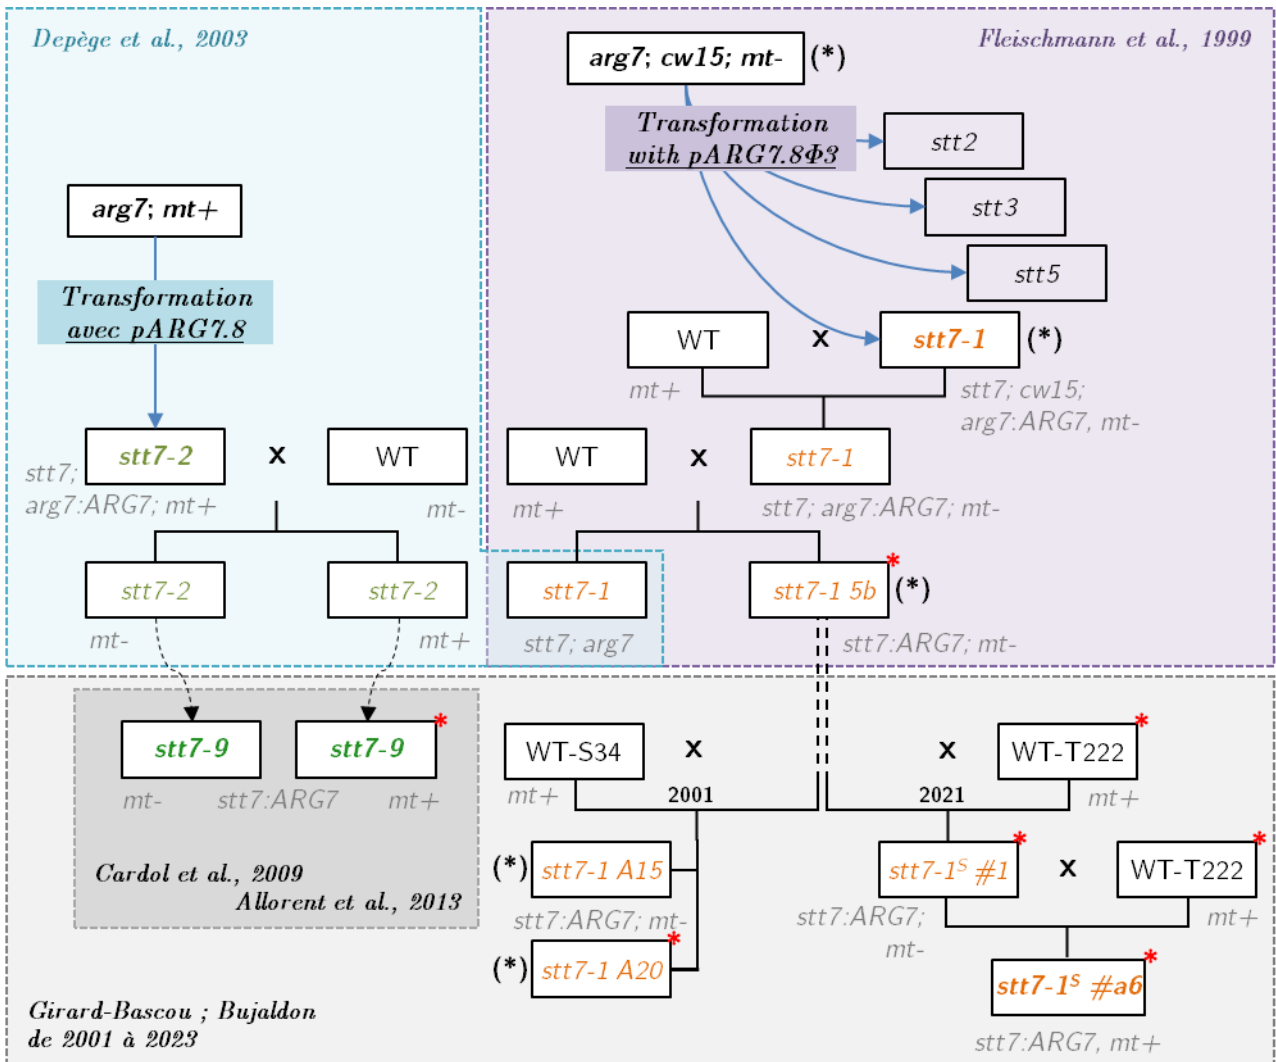 Depège et al., 2003
arg7; mt+
Transformation
avec pARG7.8
stt7-2
x
WT
stt7;
arg7:ARG7; mt+
mt-
stt7-2
stt7-2
mt-
mt+
Fleischmann et al., 1999
arg7; cw15; mt- (*)
Transformation
with pARG7.8Φ3
stt2
stt3
stt5
WT
x
stt7-1 (*)
mt+
stt7; cw15;
arg7:ARG7, mt-
WT
x
stt7-1
mt+
stt7; arg7:ARG7; mt-
stt7-1
stt7-1 5b * (*)
stt7; arg7
stt7:ARG7; mt-
stt7-9
stt7-9 *
mt-
stt7:ARG7
mt+
Cardol et al., 2009
Allorent et al., 2013
WT-S34
x
mt+
2001
(*) stt7-1 A15
stt7:ARG7; mt-
(*) stt7-1 A20 *
x
WT-T222 *
2021
mt+
stt7-1ˢ #1 *
x
WT-T222 *
stt7:ARG7;
mt-
mt+
stt7-1ˢ #a6 *
stt7:ARG7, mt+
Girard-Bascou ; Bujaldon
de 2001 à 2023